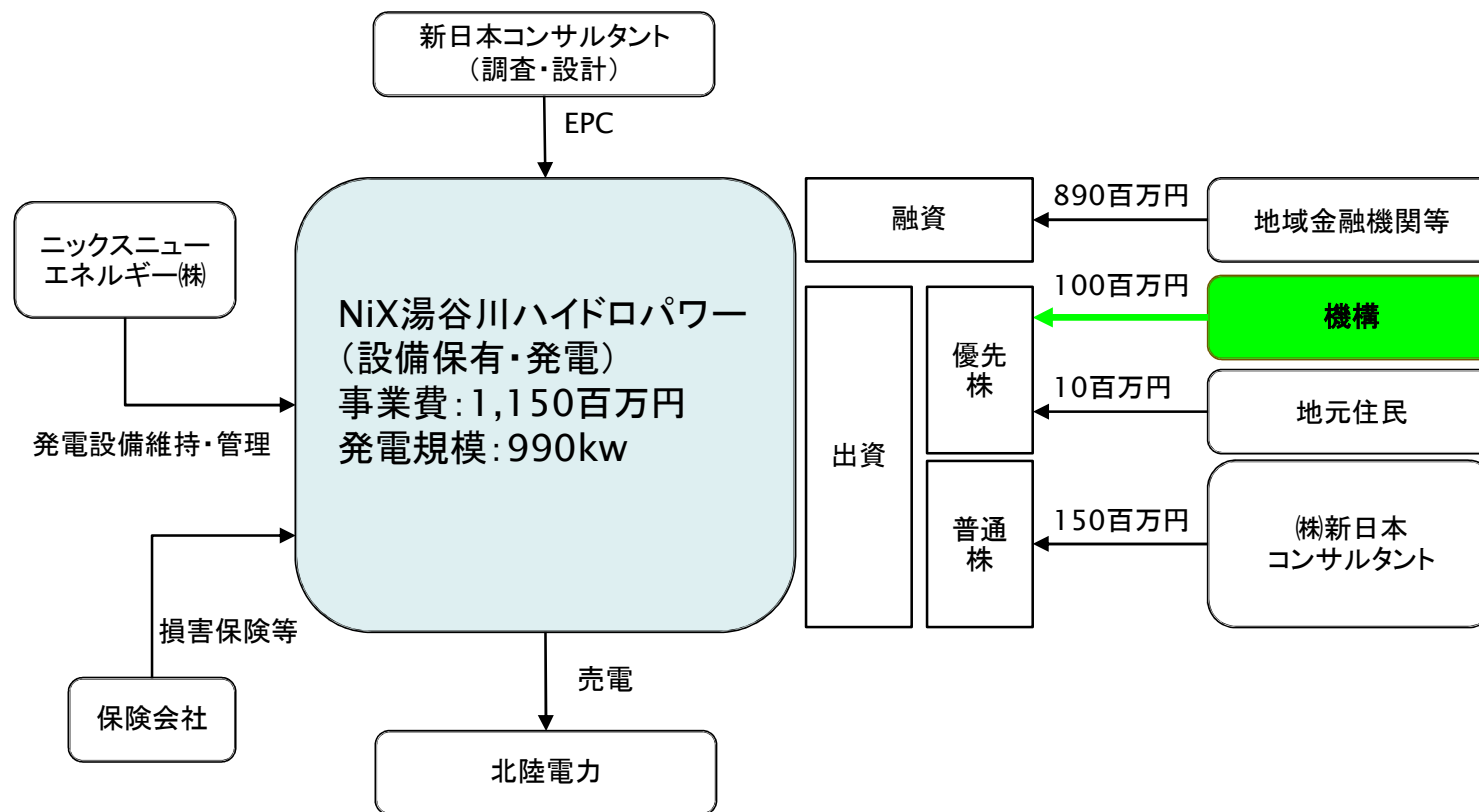 新日本コンサルタント
（調査・設計）
EPC
ニックスニュー
エネルギー㈱
発電設備維持・管理
損害保険等
保険会社
NiX湯谷川ハイドロパワー
（設備保有・発電）
事業費：1,150百万円
発電規模：990kw
売電
北陸電力
融資
890百万円
地域金融機関等
出資
優先
株
100百万円
機構
10百万円
地元住民
普通
株
150百万円
㈱新日本
コンサルタント